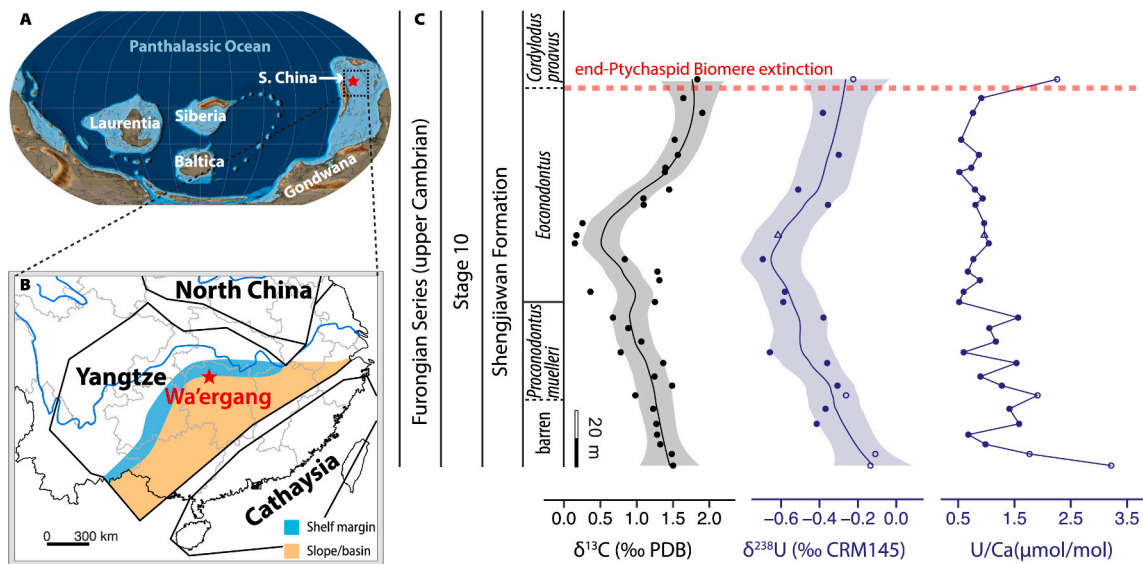 A
Panthalassic Ocean
S. China
Laurentia
Siberia
Baltica
Gondwana
B
North China
Yangtze
Wa'ergang
Cathaysia
Shelf margin
Slope/basin
0 300 km
C
Furongian Series (upper Cambrian)
Stage 10
Shengjiawan Formation
Cordylodus
proavus
Eoconodontus
Proconodontus
muelleri
barren
end-Ptychaspid Biomere extinction
20 m
0.0 0.5 1.0 1.5 2.0
δ¹³C (‰ PDB)
−0.6 −0.4 −0.2 0.0
δ²³⁸U (‰ CRM145)
0.5 1.5 2.5 3.5
U/Ca(μmol/mol)